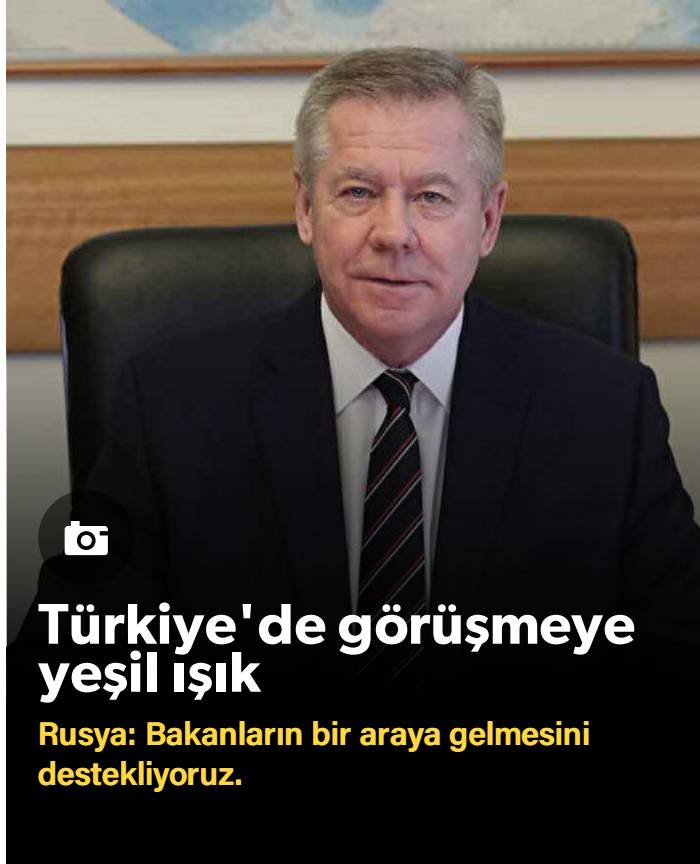 Türkiye'de görüşmeye
yeşil ışık
Rusya: Bakanların bir araya gelmesini
destekliyoruz.